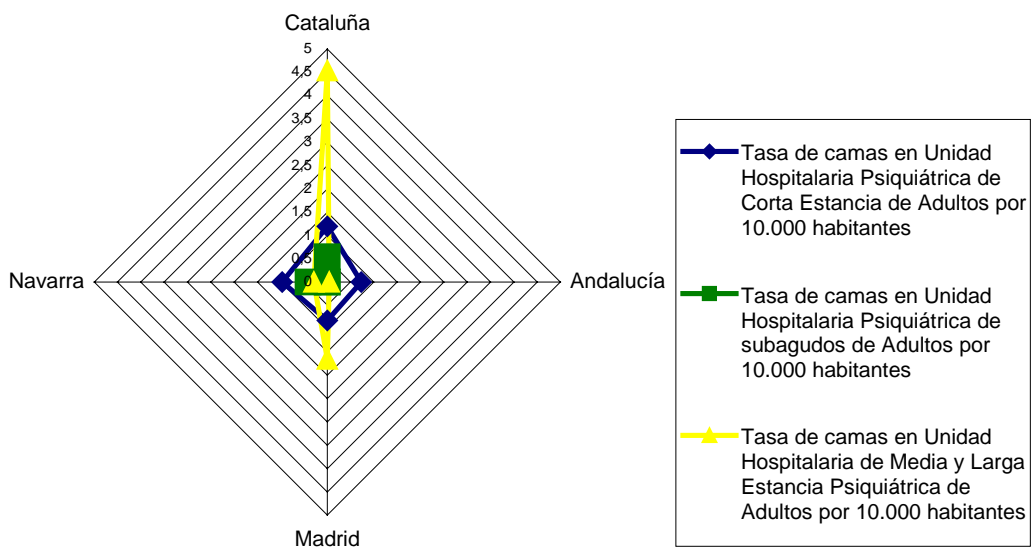 Cataluña
5
4,5
4
3,5
3
2,5
2
1,5
1
0,5
0
Navarra
Andalucía
Madrid
Tasa de camas en Unidad
Hospitalaria Psiquiátrica de
Corta Estancia de Adultos por
10.000 habitantes
Tasa de camas en Unidad
Hospitalaria Psiquiátrica de
subagudos de Adultos por
10.000 habitantes
Tasa de camas en Unidad
Hospitalaria de Media y Larga
Estancia Psiquiátrica de
Adultos por 10.000 habitantes